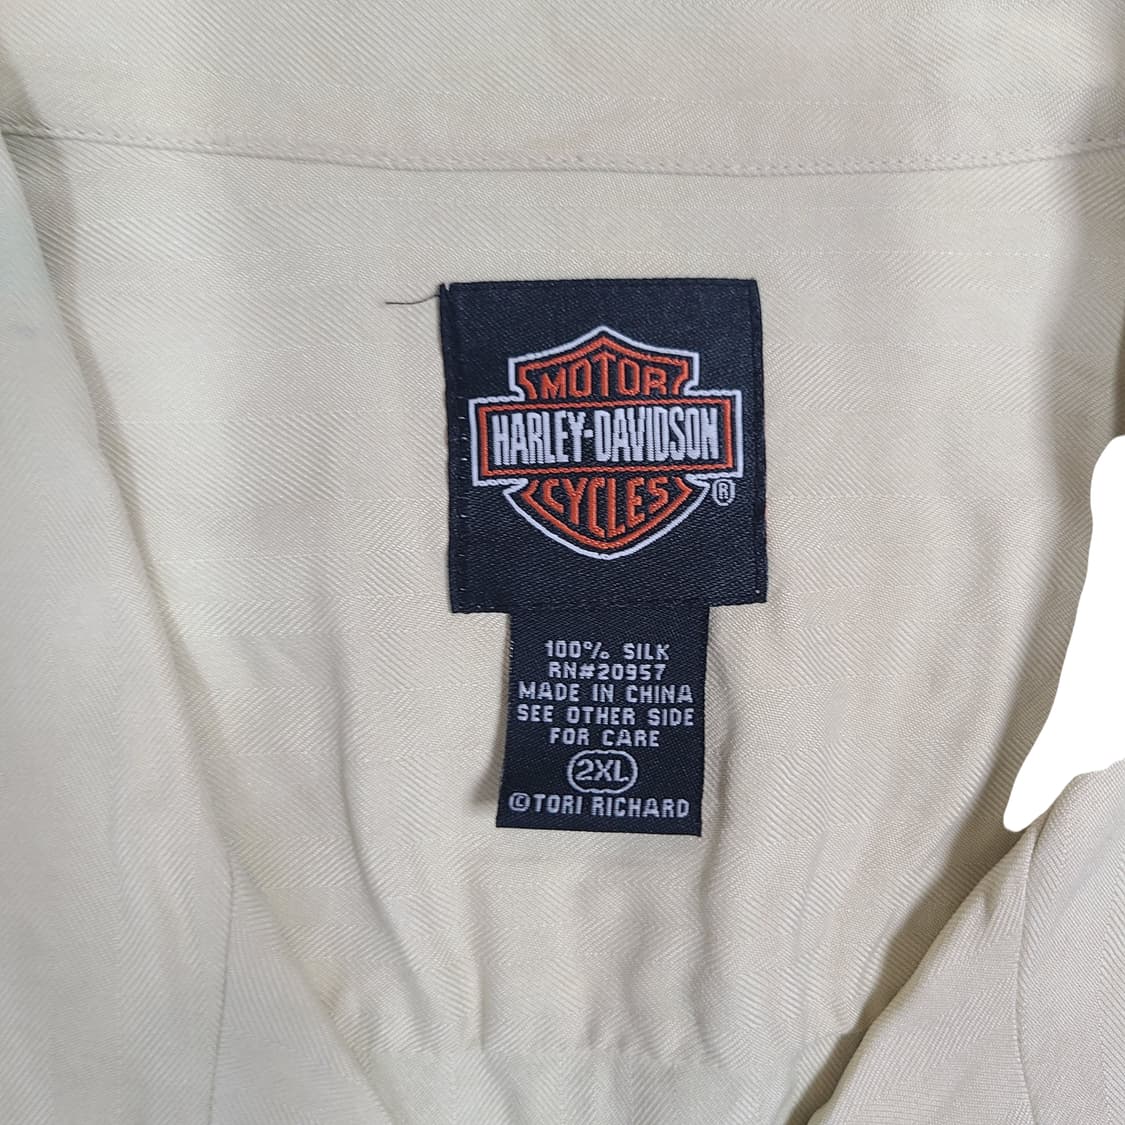 MOTOR
HARLEY-DAVIDSON
CYCLES ®
100% SILK
RN#20957
MADE IN CHINA
SEE OTHER SIDE
FOR CARE
2XL
©TORI RICHARD